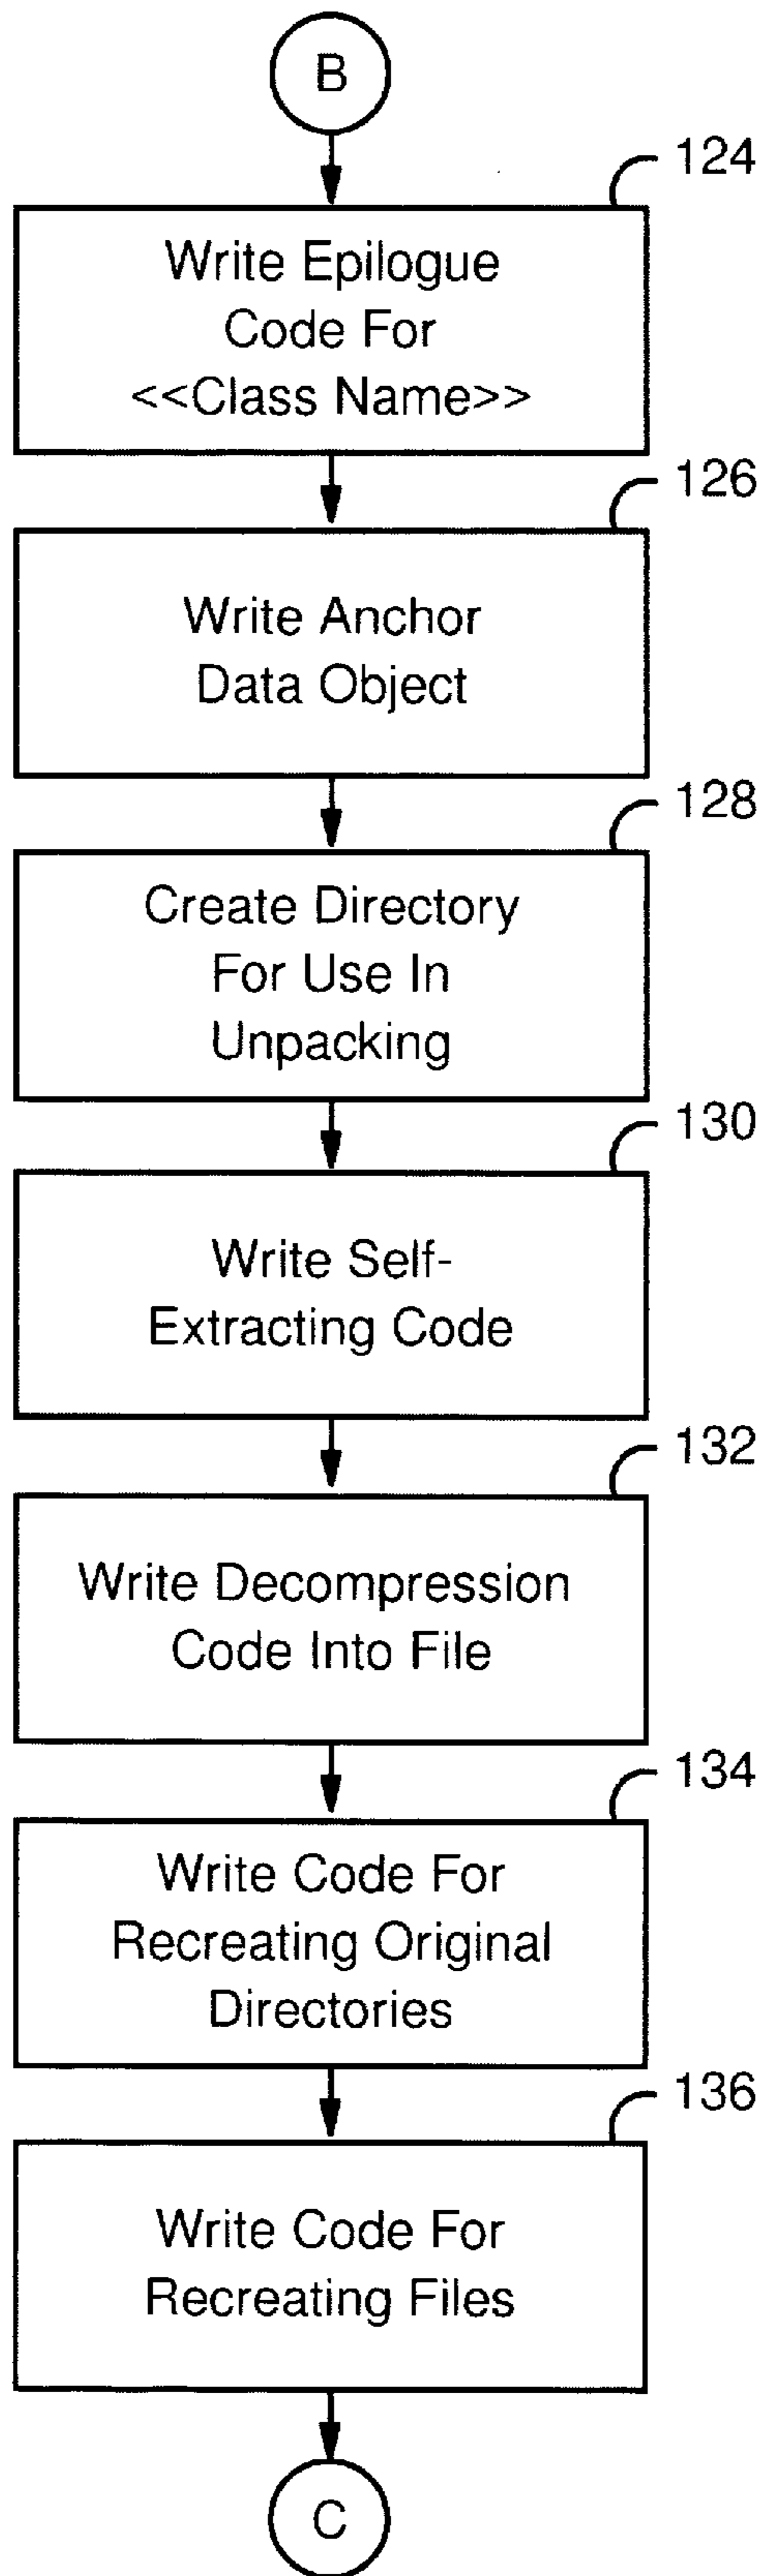 B
124
Write Epilogue
Code For
<<Class Name>>
126
Write Anchor
Data Object
128
Create Directory
For Use In
Unpacking
130
Write Self-
Extracting Code
132
Write Decompression
Code Into File
134
Write Code For
Recreating Original
Directories
136
Write Code For
Recreating Files
C